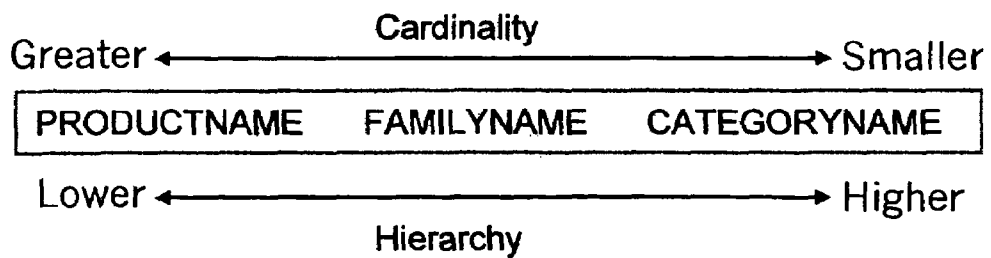 Cardinality
Greater Smaller
PRODUCTNAME FAMILYNAME CATEGORYNAME
Lower Higher
Hierarchy